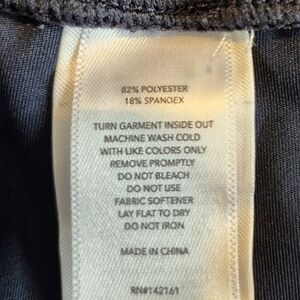 82% POLYESTER
18% SPANDEX
TURN GARMENT INSIDE OUT
MACHINE WASH COLD
WITH LIKE COLORS ONLY
REMOVE PROMPTLY
DO NOT BLEACH
DO NOT USE
FABRIC SOFTENER
LAY FLAT TO DRY
DO NOT IRON
MADE IN CHINA
RN#142161